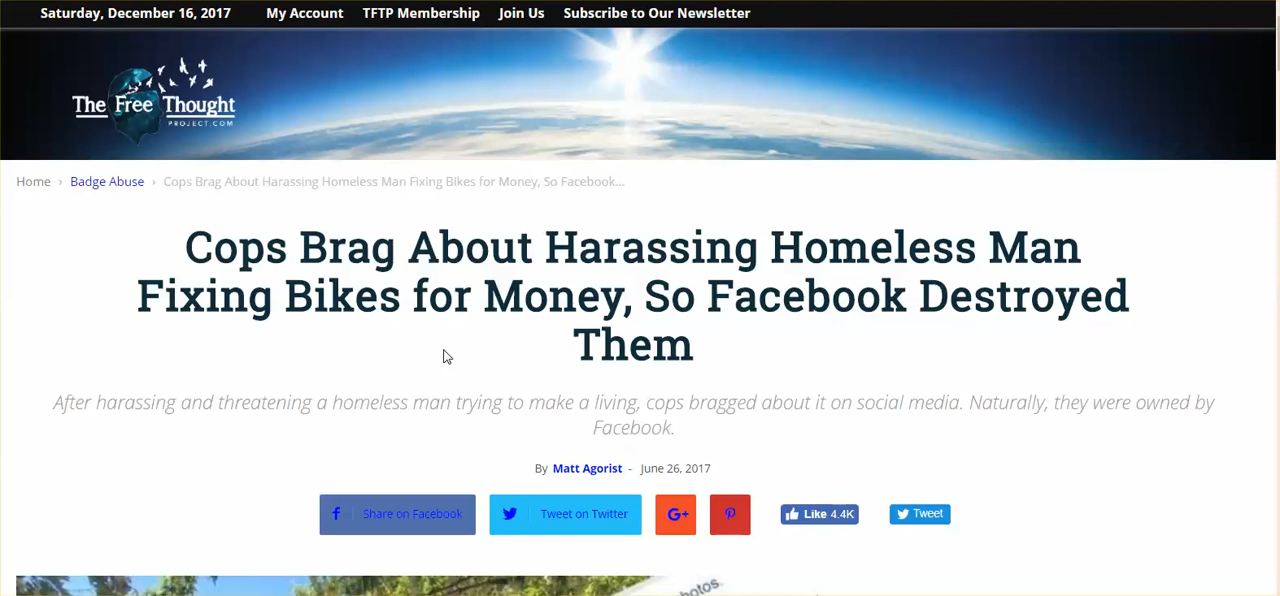 Saturday, December 16, 2017 My Account TFTP Membership Join Us Subscribe to Our Newsletter
The Free Thought
PROJECT.COM
Home › Badge Abuse › Cops Brag About Harassing Homeless Man Fixing Bikes for Money, So Facebook...
Cops Brag About Harassing Homeless Man
Fixing Bikes for Money, So Facebook Destroyed
Them
After harassing and threatening a homeless man trying to make a living, cops bragged about it on social media. Naturally, they were owned by
Facebook.
By Matt Agorist - June 26, 2017
f Share on Facebook Tweet on Twitter G+ Like 4.4K Tweet